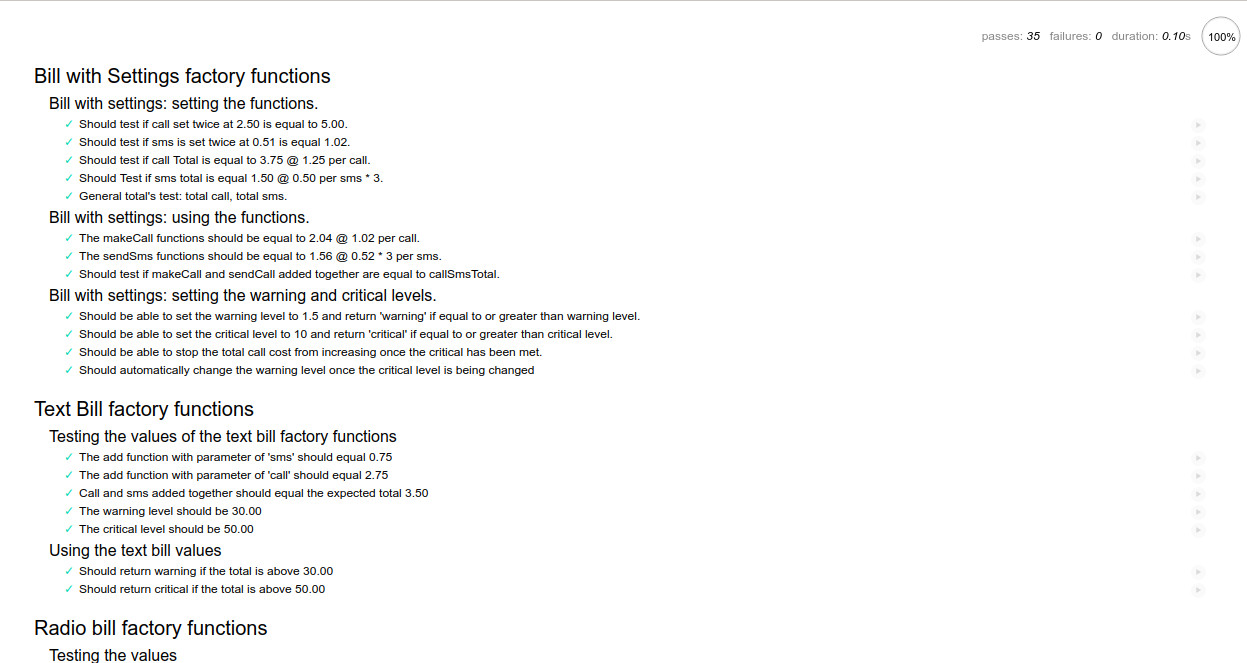 passes: 35 failures: 0 duration: 0.10s 100%
Bill with Settings factory functions
Bill with settings: setting the functions.
✓ Should test if call set twice at 2.50 is equal to 5.00.
✓ Should test if sms is set twice at 0.51 is equal 1.02.
✓ Should test if call Total is equal to 3.75 @ 1.25 per call.
✓ Should Test if sms total is equal 1.50 @ 0.50 per sms * 3.
✓ General total's test: total call, total sms.
Bill with settings: using the functions.
✓ The makeCall functions should be equal to 2.04 @ 1.02 per call.
✓ The sendSms functions should be equal to 1.56 @ 0.52 * 3 per sms.
✓ Should test if makeCall and sendCall added together are equal to callSmsTotal.
Bill with settings: setting the warning and critical levels.
✓ Should be able to set the warning level to 1.5 and return 'warning' if equal to or greater than warning level.
✓ Should be able to set the critical level to 10 and return 'critical' if equal to or greater than critical level.
✓ Should be able to stop the total call cost from increasing once the critical has been met.
✓ Should automatically change the warning level once the critical level is being changed
Text Bill factory functions
Testing the values of the text bill factory functions
✓ The add function with parameter of 'sms' should equal 0.75
✓ The add function with parameter of 'call' should equal 2.75
✓ Call and sms added together should equal the expected total 3.50
✓ The warning level should be 30.00
✓ The critical level should be 50.00
Using the text bill values
✓ Should return warning if the total is above 30.00
✓ Should return critical if the total is above 50.00
Radio bill factory functions
Testing the values